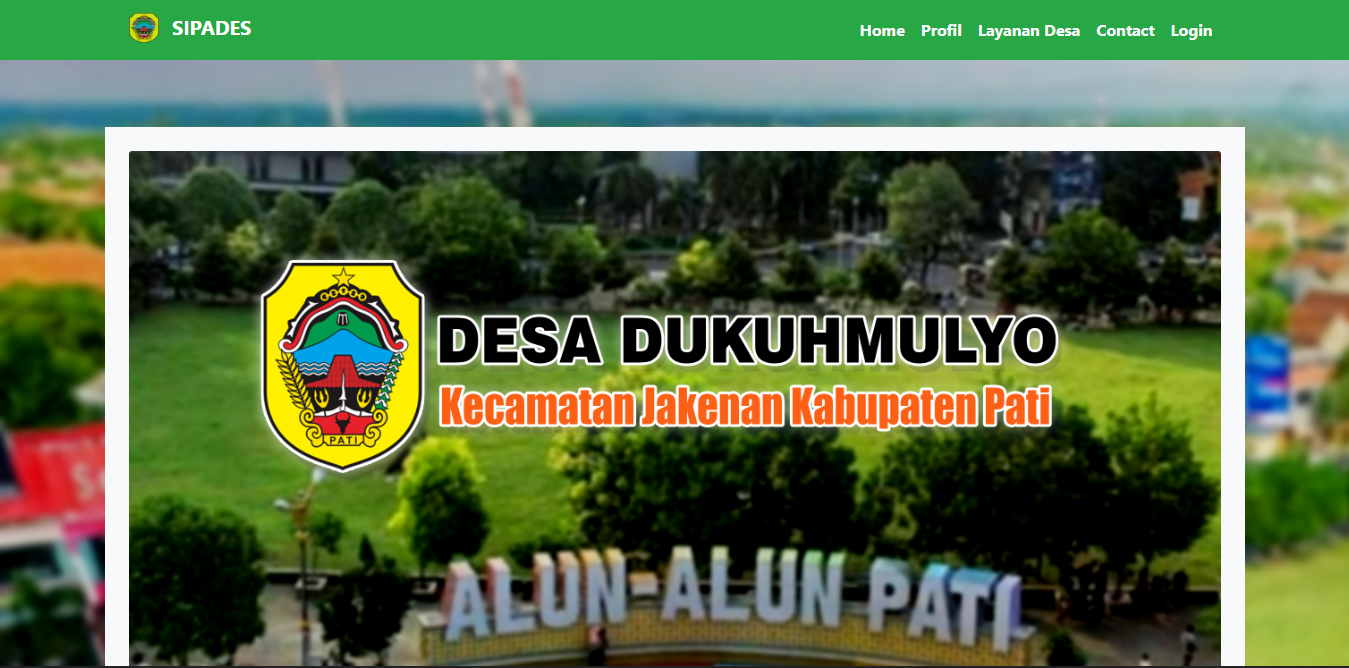 SIPADES
Home Profil Layanan Desa Contact Login
DESA DUKUHMULYO
Kecamatan Jakenan Kabupaten Pati
PATI
ALUN-ALUN PATI